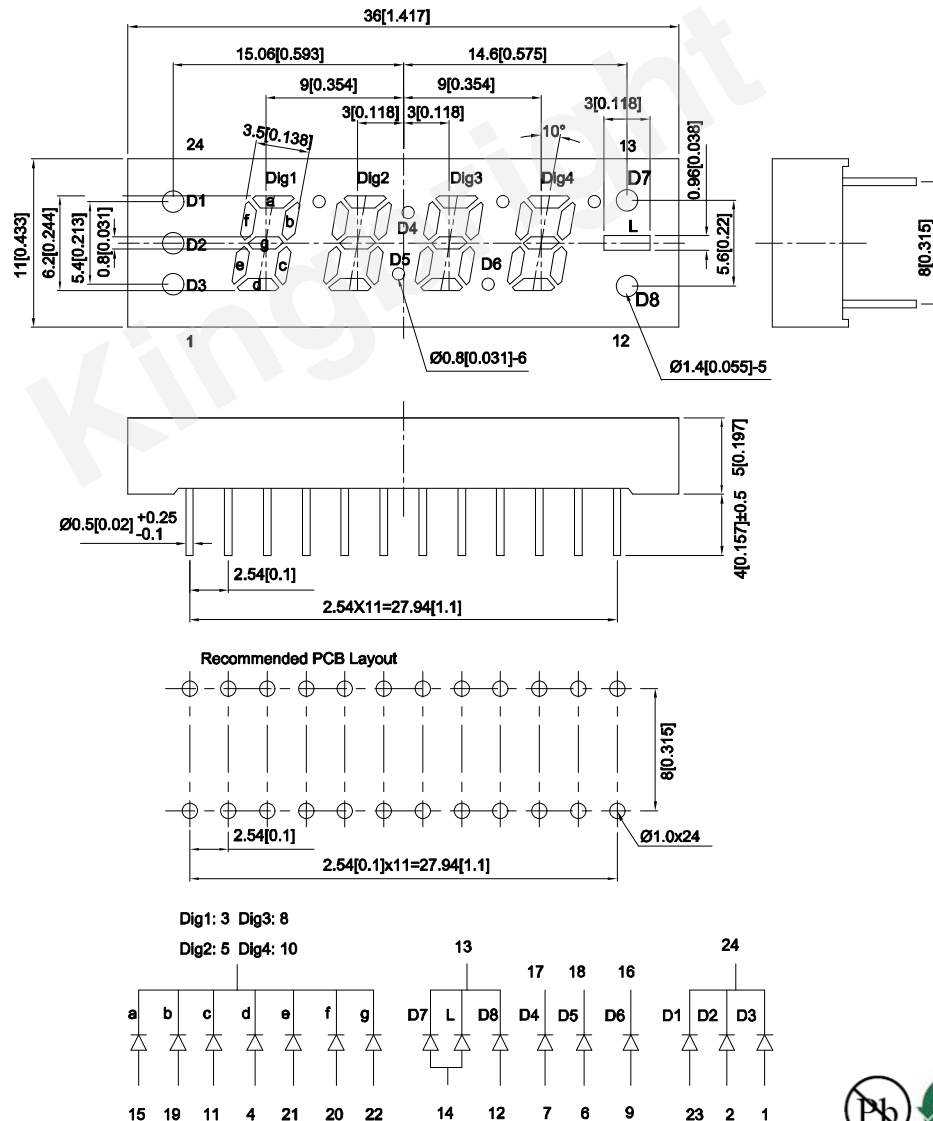 36[1.417]
15.06[0.593] 14.6[0.575]
9[0.354] 9[0.354]
3[0.118] 3[0.118] 3[0.118]
3.5[0.138] 10° 0.96[0.038]
24 13
Dig1 Dig2 Dig3 Dig4 D7
D1 a
f b D4 L
11[0.433] 6.2[0.244] 5.4[0.213] 0.8[0.031] D2 g 5.6[0.22] 8[0.315]
e c D5 D6
D3 d D8
1 12
Ø0.8[0.031]-6 Ø1.4[0.055]-5
Kingbright
5[0.197]
Ø0.5[0.02] +0.25 -0.1
4[0.157]±0.5
2.54[0.1]
2.54X11=27.94[1.1]
Recommended PCB Layout
8[0.315]
2.54[0.1] Ø1.0x24
2.54[0.1]x11=27.94[1.1]
Dig1: 3 Dig3: 8
Dig2: 5 Dig4: 10
13 24
17 18 16
a b c d e f g D7 L D8 D4 D5 D6 D1 D2 D3
15 19 11 4 21 20 22 14 12 7 6 9 23 2 1
Pb